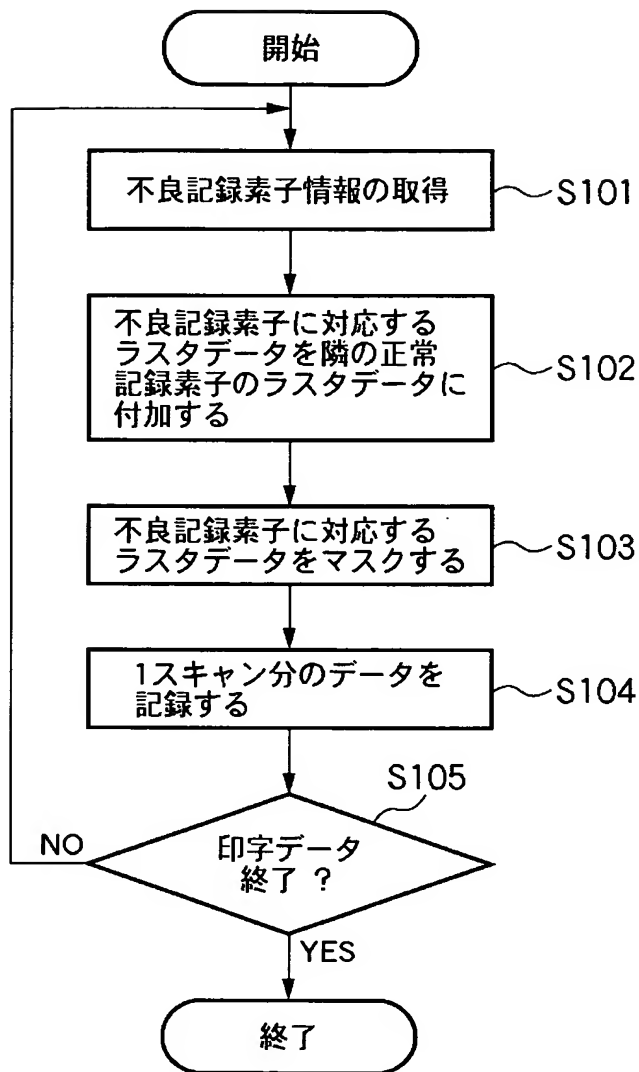 開始
不良記録素子情報の取得
S101
不良記録素子に対応する
ラスタデータを隣の正常
記録素子のラスタデータに
付加する
S102
不良記録素子に対応する
ラスタデータをマスクする
S103
1スキャン分のデータを
記録する
S104
S105
印字データ
終了 ?
NO
YES
終了